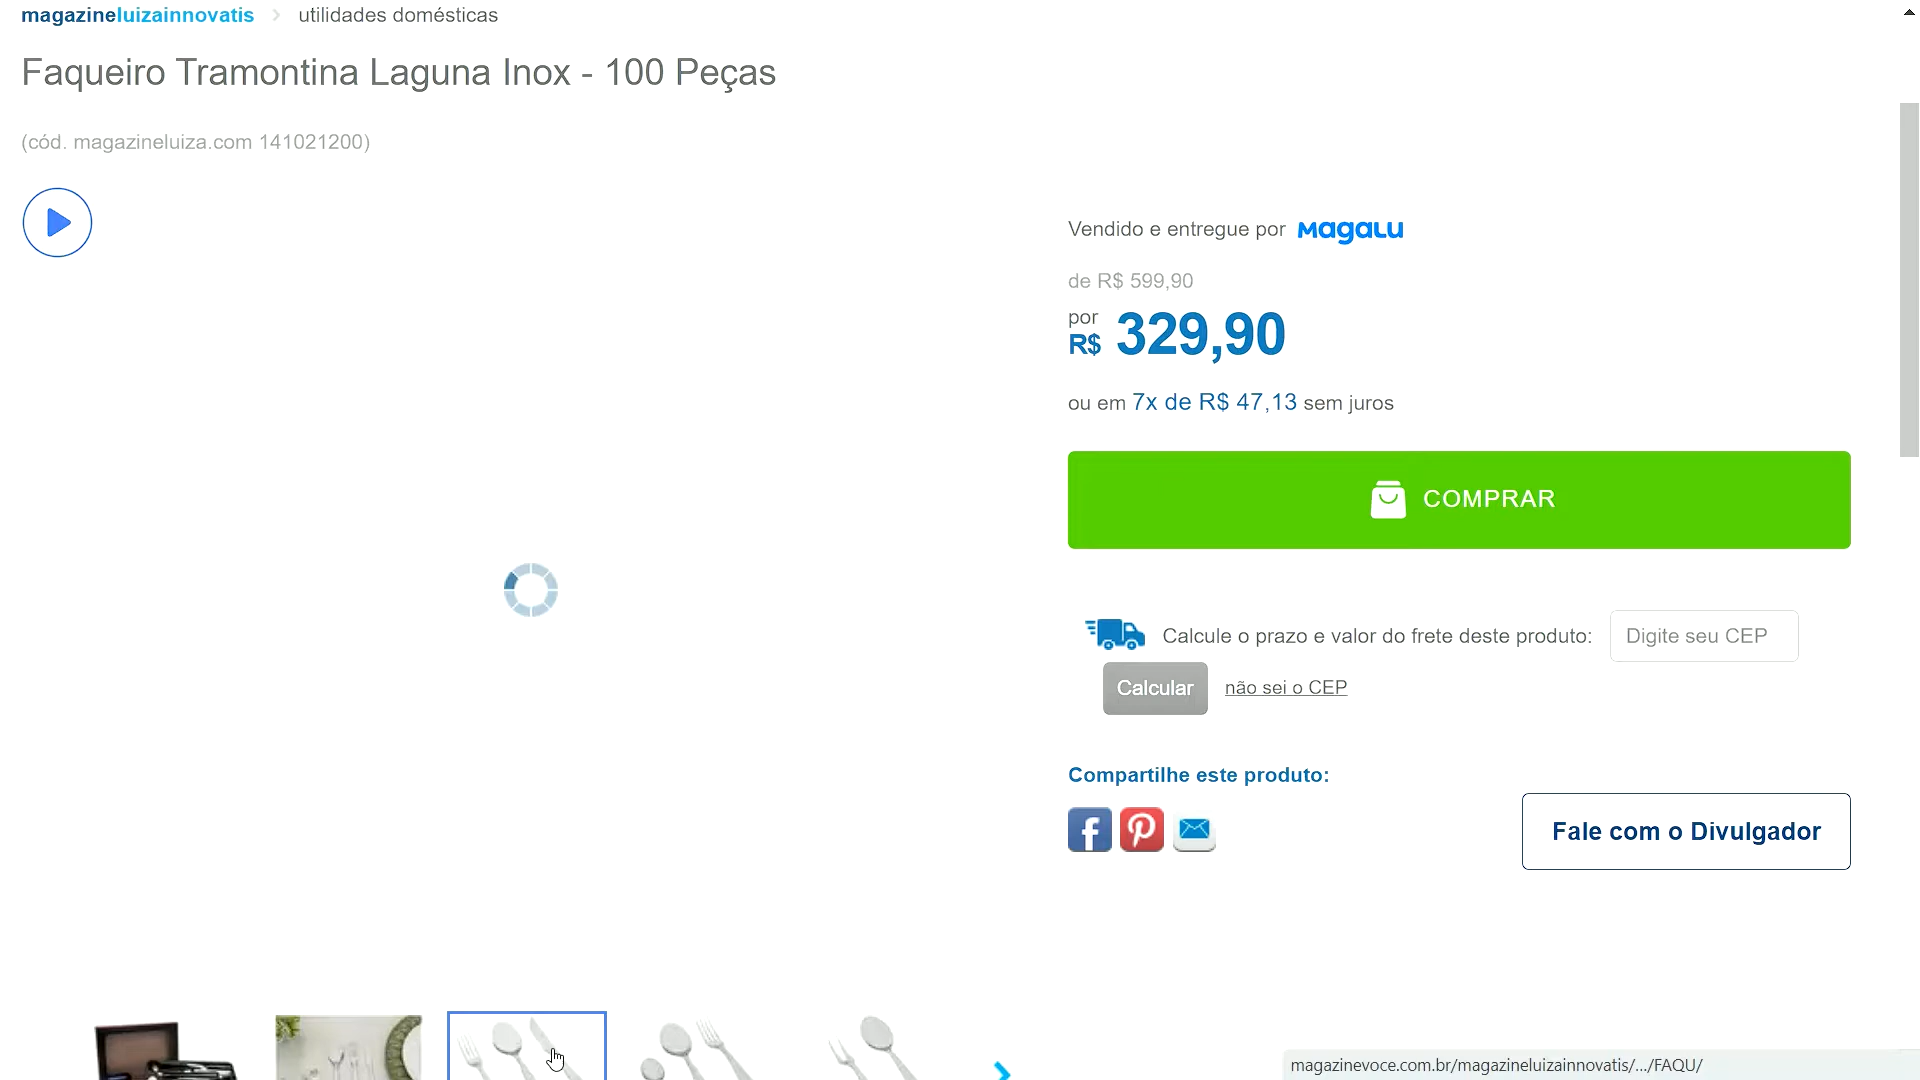 magazineluizainnovatis > utilidades domésticas
Faqueiro Tramontina Laguna Inox - 100 Peças
(cód. magazineluiza.com 141021200)
Vendido e entregue por magalu
de R$ 599,90
por
R$ 329,90
ou em 7x de R$ 47,13 sem juros
COMPRAR
Calcule o prazo e valor do frete deste produto: Digite seu CEP
Calcular não sei o CEP
Compartilhe este produto:
Fale com o Divulgador
magazinevoce.com.br/magazineluizainnovatis/.../FAQU/